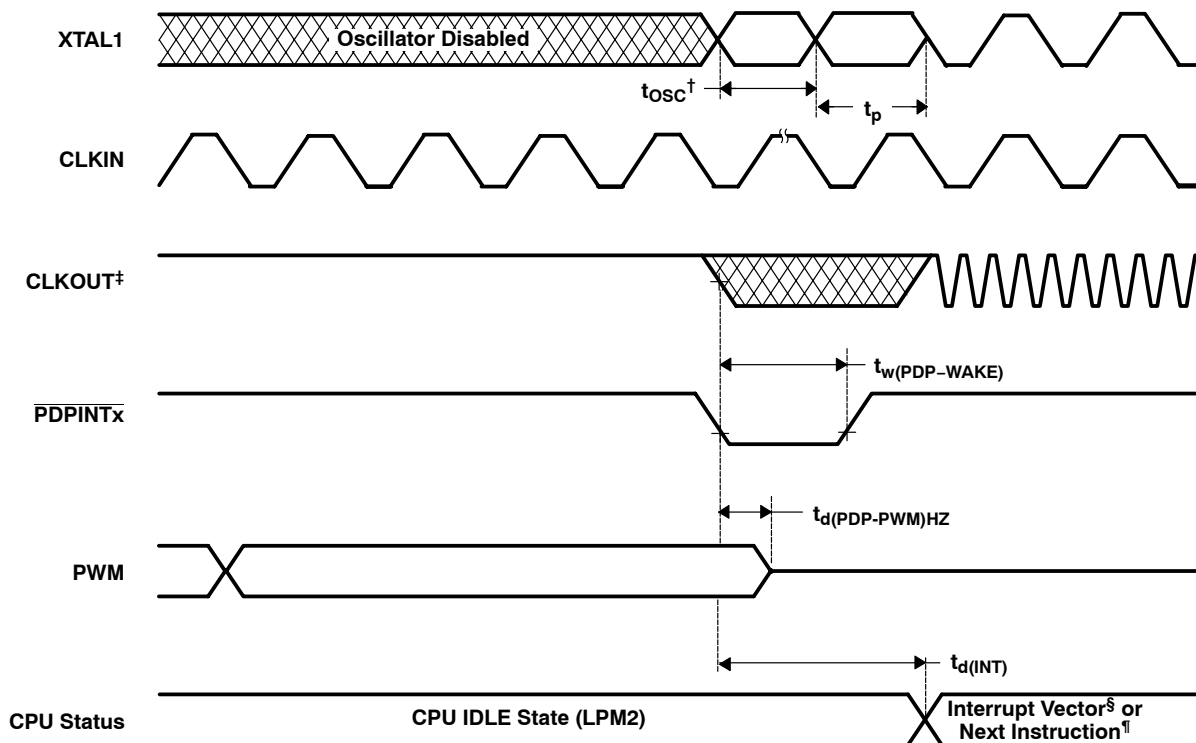 XTAL1
Oscillator Disabled
tOSC†
tp
CLKIN
CLKOUT‡
tw(PDP–WAKE)
PDPINTx
td(PDP-PWM)HZ
PWM
td(INT)
CPU Status
CPU IDLE State (LPM2)
Interrupt Vector§ or
Next Instruction¶